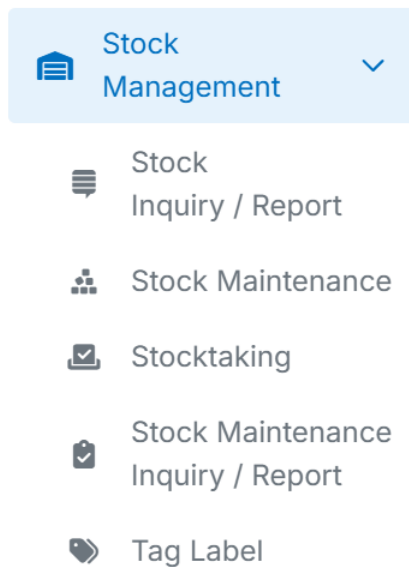 Stock
Management
Stock
Inquiry / Report
Stock Maintenance
Stocktaking
Stock Maintenance
Inquiry / Report
Tag Label